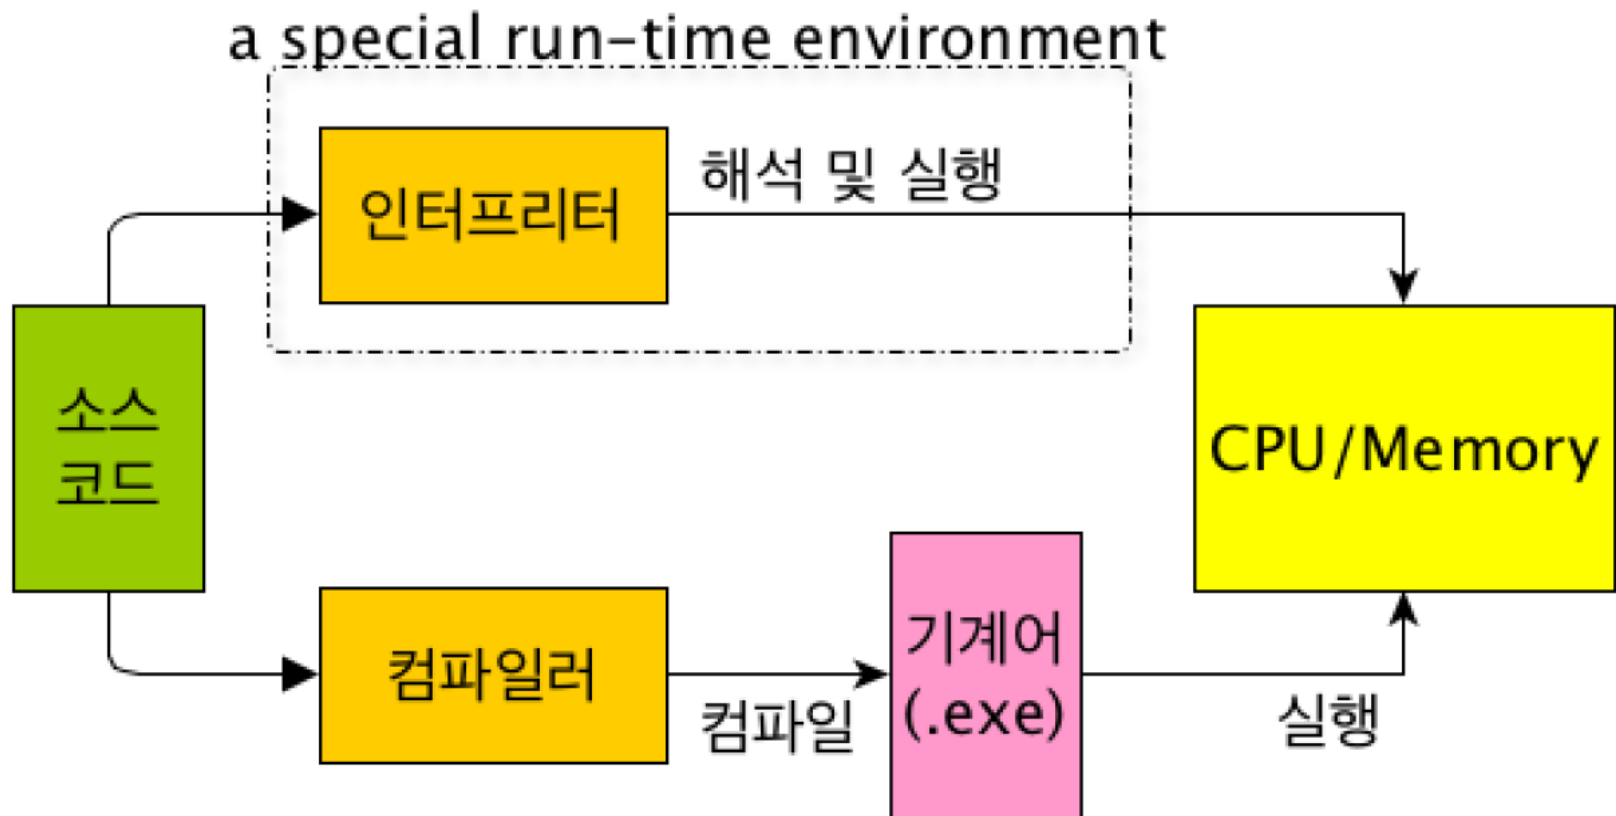 a special run-time environment
인터프리터
해석 및 실행
소스
코드
CPU/Memory
컴파일러
컴파일
기계어
(.exe)
실행